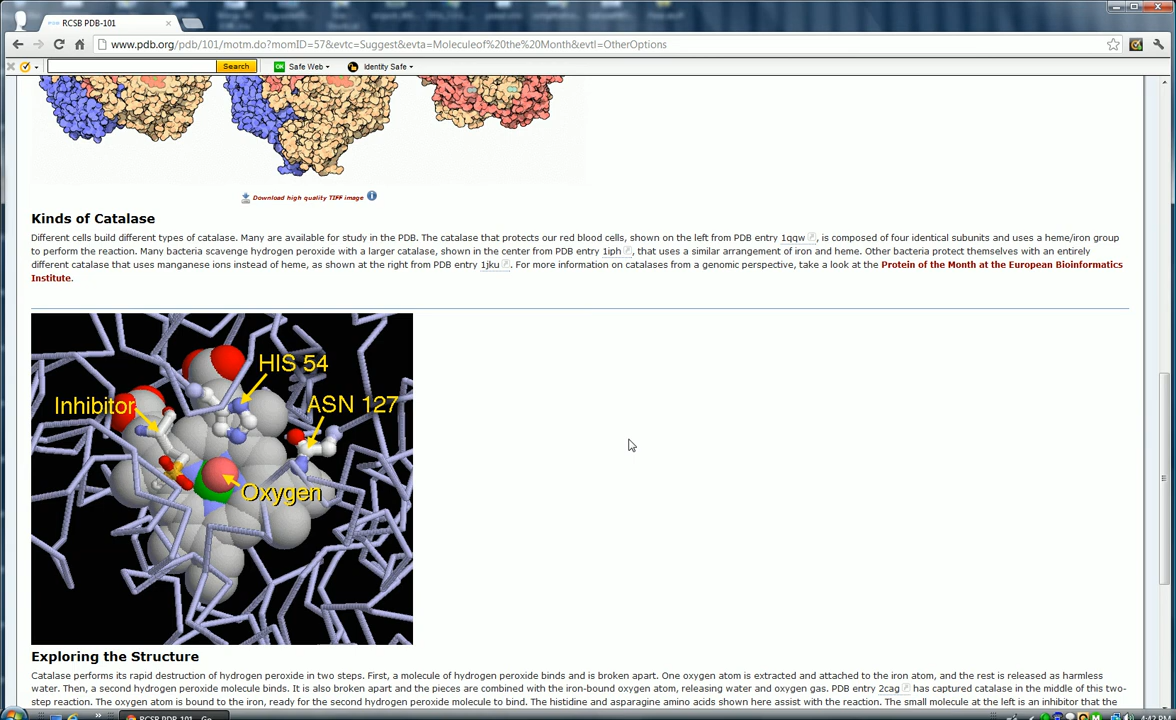 RCSB PDB-101
www.pdb.org/pdb/101/motm.do?momID=57&evtc=Suggest&evta=Moleculeof%20the%20Month&evtl=OtherOptions
Search
OK Safe Web
Identity Safe
Download high quality TIFF image
Kinds of Catalase
Different cells build different types of catalase. Many are available for study in the PDB. The catalase that protects our red blood cells, shown on the left from PDB entry 1qqw, is composed of four identical subunits and uses a heme/iron group
to perform the reaction. Many bacteria scavenge hydrogen peroxide with a larger catalase, shown in the center from PDB entry 1iph, that uses a similar arrangement of iron and heme. Other bacteria protect themselves with an entirely
different catalase that uses manganese ions instead of heme, as shown at the right from PDB entry 1jku. For more information on catalases from a genomic perspective, take a look at the Protein of the Month at the European Bioinformatics
Institute.
HIS 54
Inhibitor
ASN 127
Oxygen
Exploring the Structure
Catalase performs its rapid destruction of hydrogen peroxide in two steps. First, a molecule of hydrogen peroxide binds and is broken apart. One oxygen atom is extracted and attached to the iron atom, and the rest is released as harmless
water. Then, a second hydrogen peroxide molecule binds. It is also broken apart and the pieces are combined with the iron-bound oxygen atom, releasing water and oxygen gas. PDB entry 2cag has captured catalase in the middle of this two-
step reaction. The oxygen atom is bound to the iron, ready for the second hydrogen peroxide molecule to bind. The histidine and asparagine amino acids shown here assist with the reaction. The small molecule at the left is an inhibitor that the
RCSB PDB-101 - Go
4:47 PM